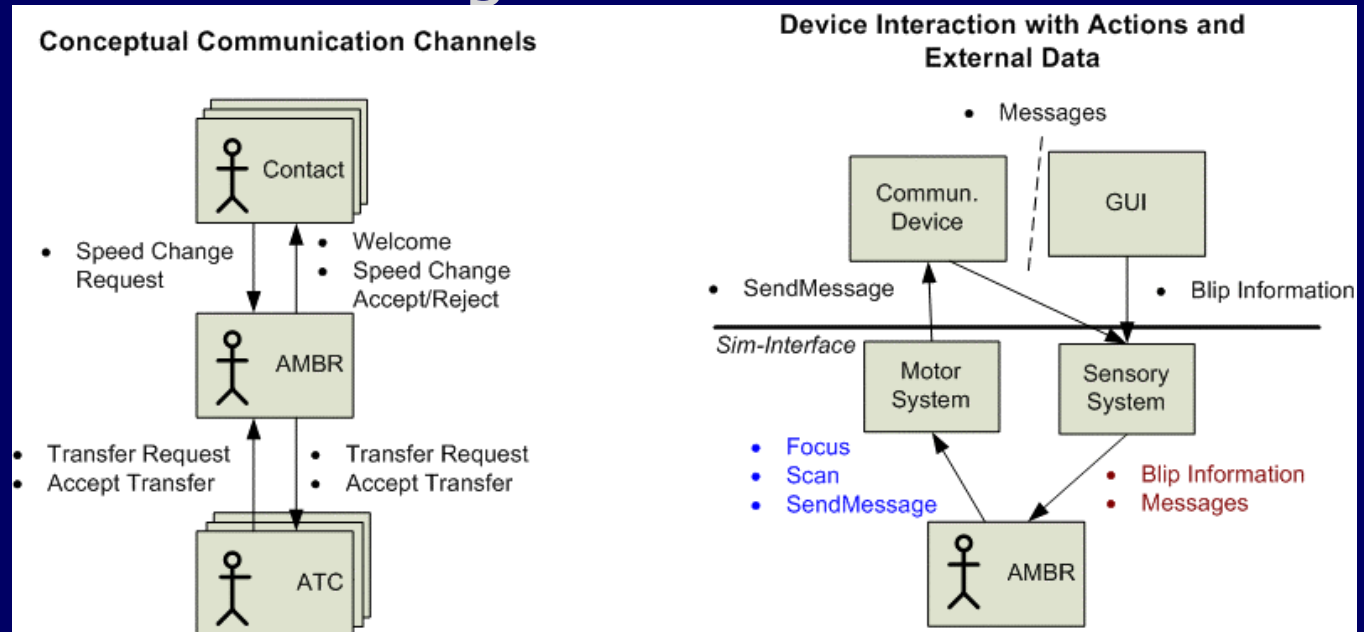 Conceptual Communication Channels
Contact
• Speed Change
Request
• Welcome
• Speed Change
Accept/Reject
AMBR
• Transfer Request
• Accept Transfer
• Transfer Request
• Accept Transfer
ATC
Device Interaction with Actions and
External Data
• Messages
Commun.
Device
GUI
• SendMessage
• Blip Information
Sim-Interface
Motor
System
Sensory
System
• Focus
• Scan
• SendMessage
• Blip Information
• Messages
AMBR